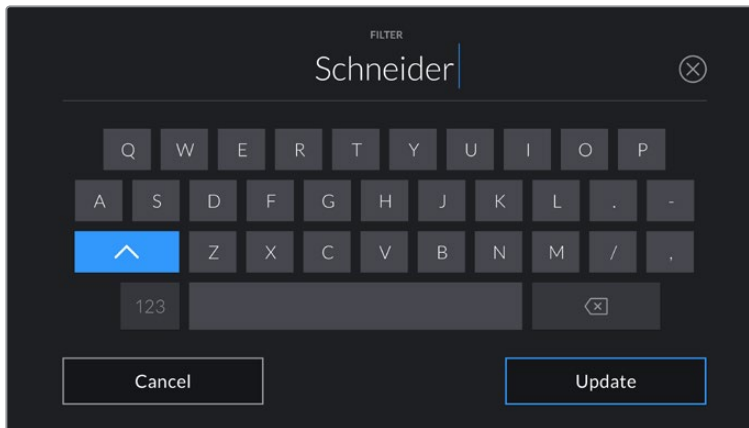 FILTER
Schneider
Q W E R T Y U I O P
A S D F G H J K L . -
Z X C V B N M / ,
123
Cancel Update